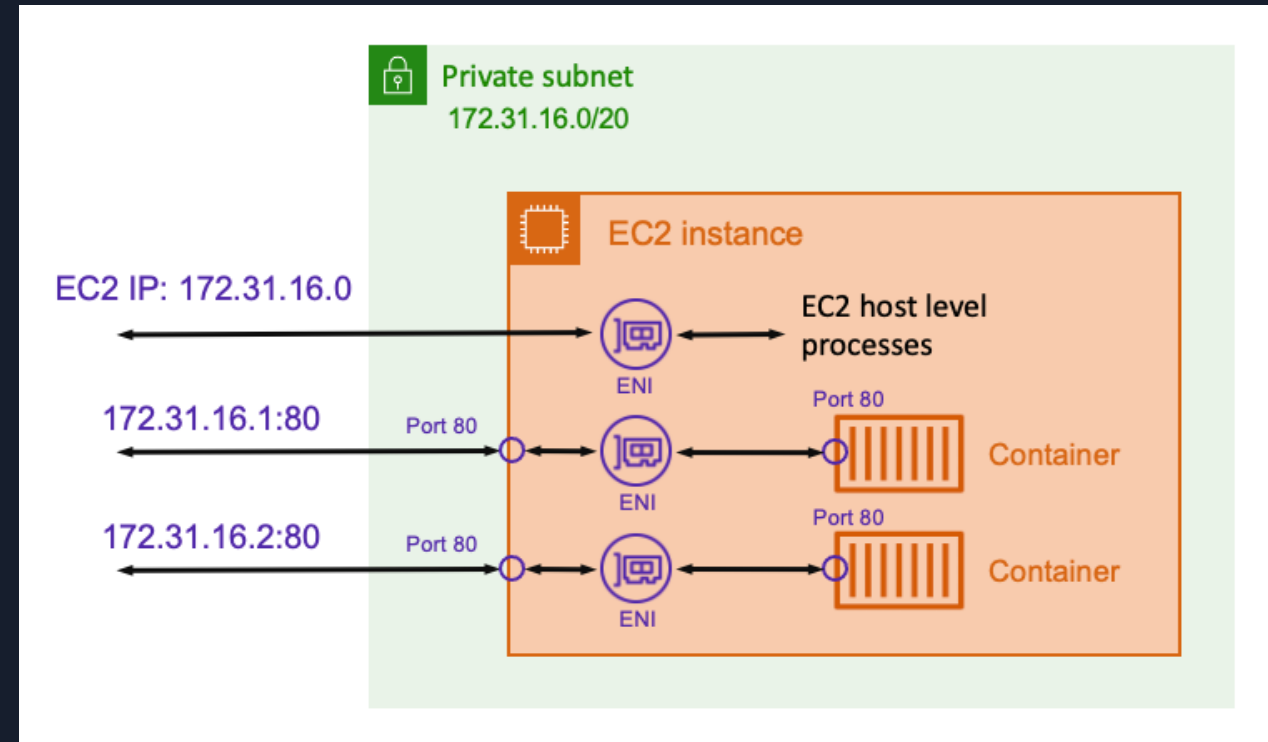 Private subnet
172.31.16.0/20
EC2 instance
EC2 IP: 172.31.16.0
EC2 host level
processes
ENI
172.31.16.1:80
Port 80
Port 80
Container
ENI
172.31.16.2:80
Port 80
Port 80
Container
ENI